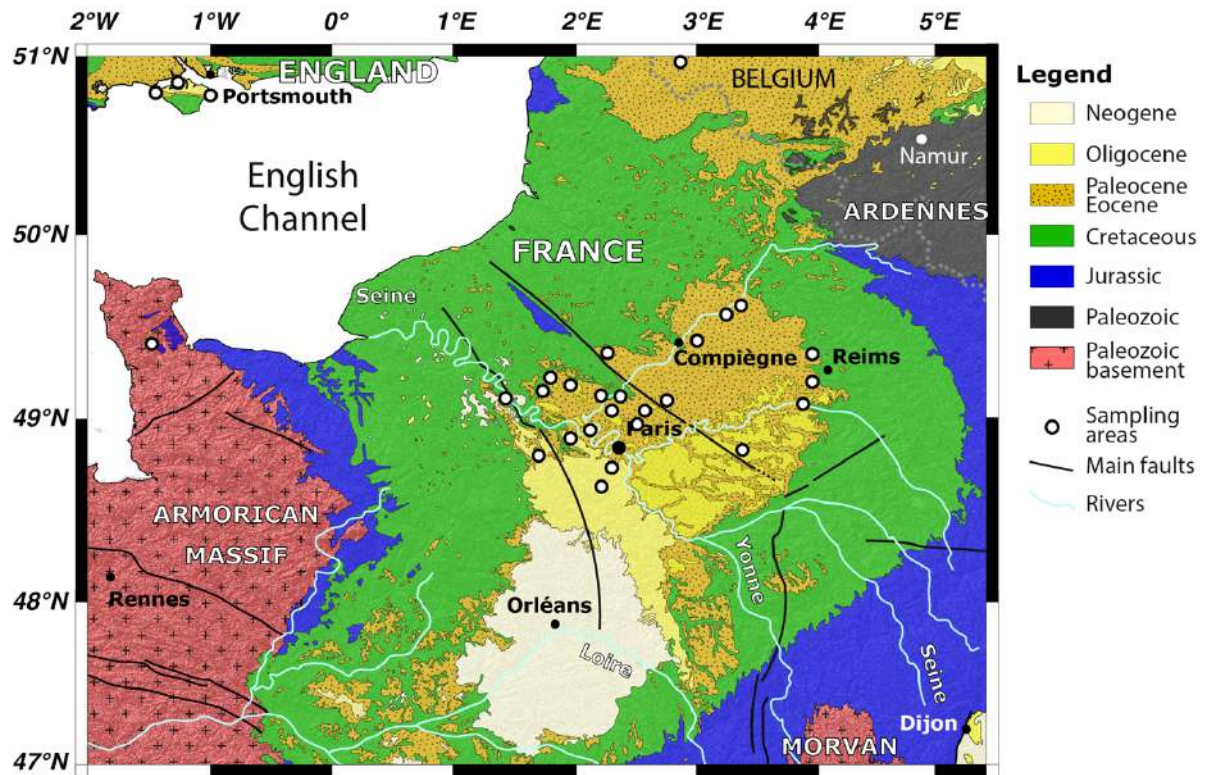 2°W
1°W
0°
1°E
2°E
3°E
4°E
5°E
51°N
50°N
49°N
48°N
47°N
ENGLAND
Portsmouth
English
Channel
BELGIUM
Namur
ARDENNES
FRANCE
Seine
Compiègne
Reims
Paris
ARMORICAN
MASSIF
Rennes
Orléans
Loire
Yonne
Seine
Dijon
MORVAN
Legend
Neogene
Oligocene
Paleocene
Eocene
Cretaceous
Jurassic
Paleozoic
Paleozoic
basement
Sampling
areas
Main faults
Rivers